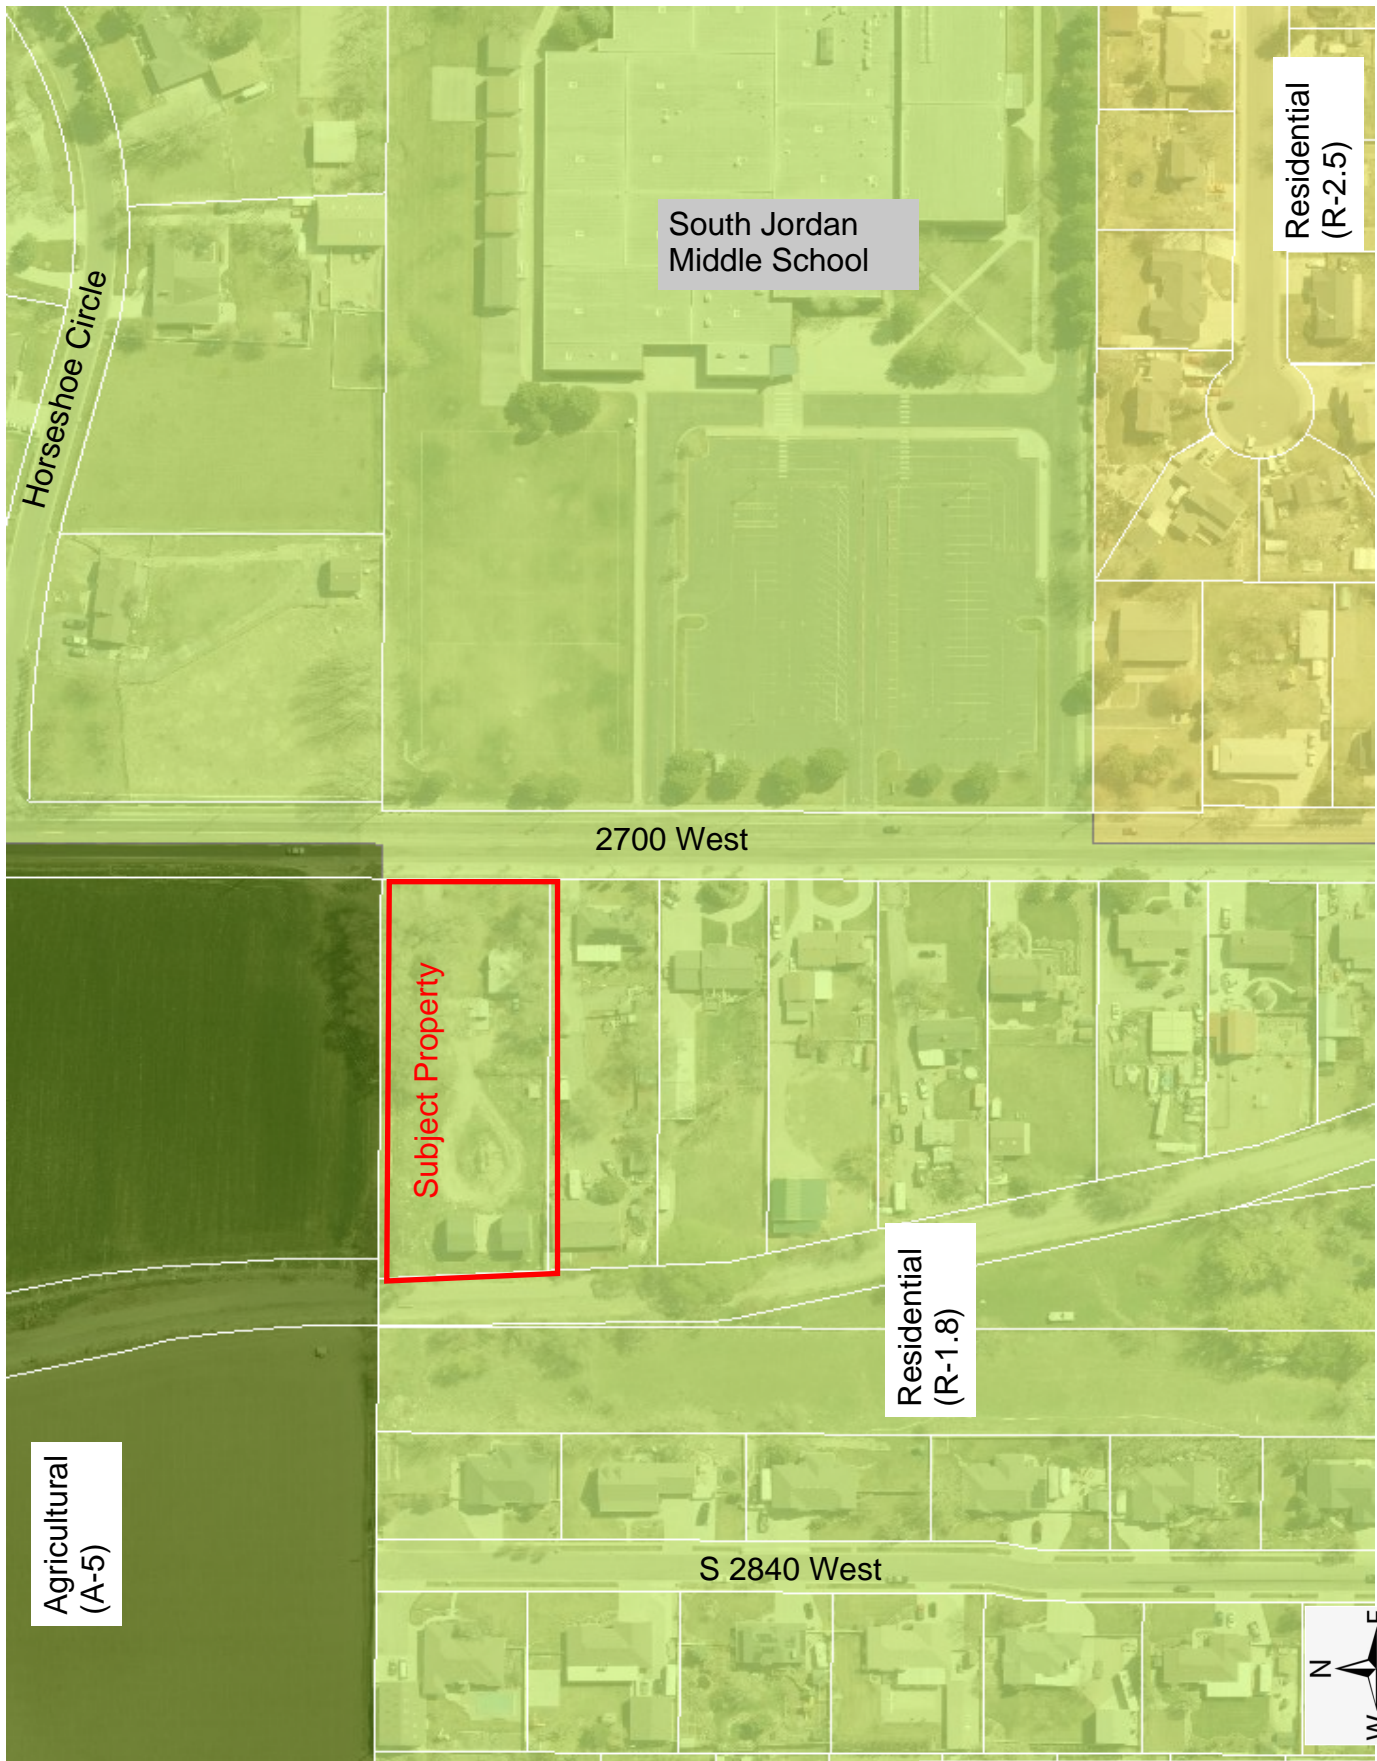 Horseshoe Circle
South Jordan
Middle School
Residential
(R-2.5)
2700 West
Subject Property
Residential
(R-1.8)
Agricultural
(A-5)
S 2840 West
N
W
E